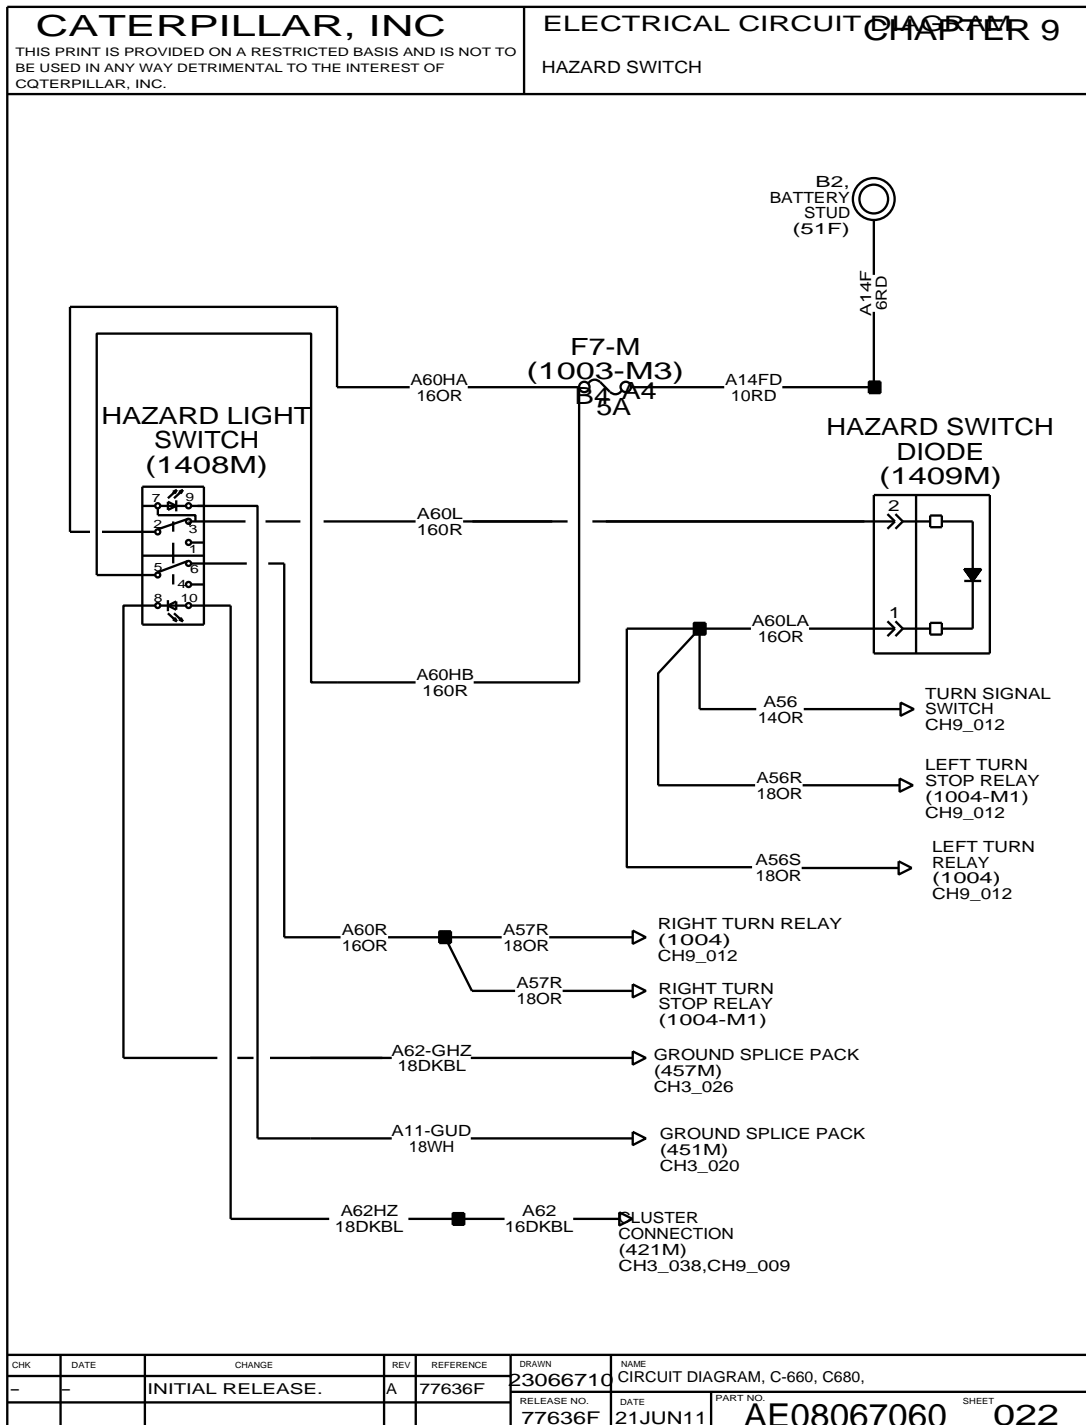 CATERPILLAR, INC
THIS PRINT IS PROVIDED ON A RESTRICTED BASIS AND IS NOT TO
BE USED IN ANY WAY DETRIMENTAL TO THE INTEREST OF
CQTERPILLAR, INC.
ELECTRICAL CIRCUIT DIAGRAM
CHAPTER 9
HAZARD SWITCH
B2,
BATTERY
STUD
(51F)
A14F
6RD
F7-M
(1003-M3)
B4 A4
5A
A60HA
16OR
A14FD
10RD
HAZARD LIGHT
SWITCH
(1408M)
HAZARD SWITCH
DIODE
(1409M)
7 9
2 3
1
5 6
4
8 10
A60L
160R
2
1
A60LA
16OR
A60HB
160R
A56
14OR
TURN SIGNAL
SWITCH
CH9_012
A56R
18OR
LEFT TURN
STOP RELAY
(1004-M1)
CH9_012
A56S
18OR
LEFT TURN
RELAY
(1004)
CH9_012
A60R
16OR
A57R
18OR
RIGHT TURN RELAY
(1004)
CH9_012
A57R
18OR
RIGHT TURN
STOP RELAY
(1004-M1)
A62-GHZ
18DKBL
GROUND SPLICE PACK
(457M)
CH3_026
A11-GUD
18WH
GROUND SPLICE PACK
(451M)
CH3_020
A62HZ
18DKBL
A62
16DKBL
CLUSTER
CONNECTION
(421M)
CH3_038,CH9_009
CHK DATE CHANGE REV REFERENCE
- - INITIAL RELEASE. A 77636F
DRAWN
23066710
NAME
CIRCUIT DIAGRAM, C-660, C680,
RELEASE NO.
77636F
DATE
21JUN11
PART NO.
AE08067060
SHEET
022